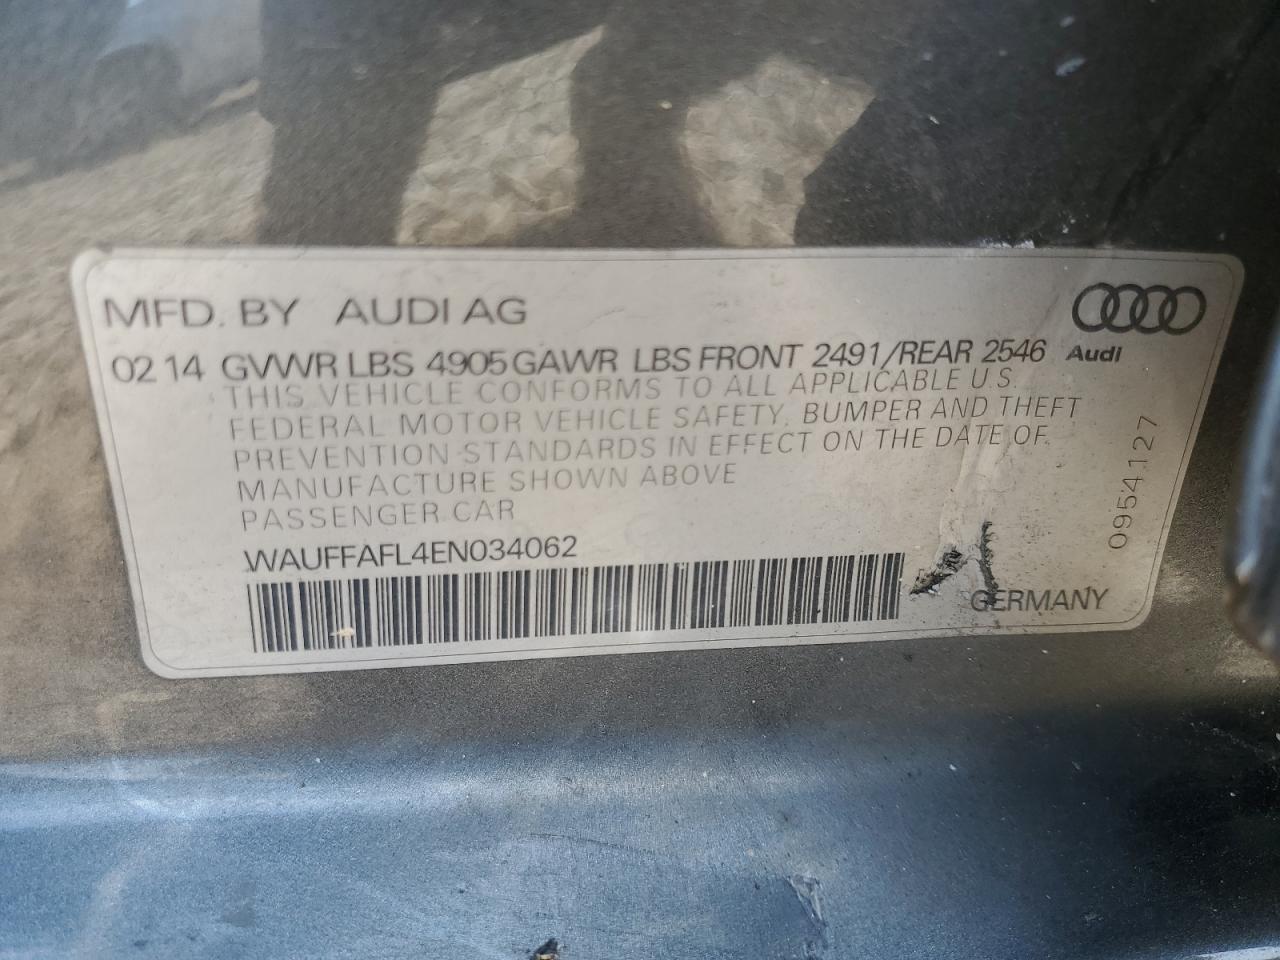 MFD. BY AUDI AG
02 14 GVWR LBS 4905 GAWR LBS FRONT 2491/REAR 2546
Audi
THIS VEHICLE CONFORMS TO ALL APPLICABLE U.S.
FEDERAL MOTOR VEHICLE SAFETY, BUMPER AND THEFT
PREVENTION STANDARDS IN EFFECT ON THE DATE OF
MANUFACTURE SHOWN ABOVE
PASSENGER CAR
WAUFFAFL4EN034062
GERMANY
0954127